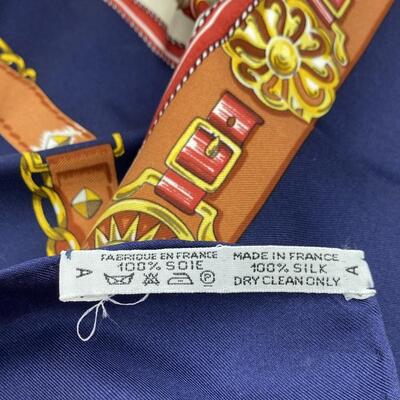 A
FABRIQUE EN FRANCE
100% SOIE
MADE IN FRANCE
100% SILK
DRY CLEAN ONLY
A